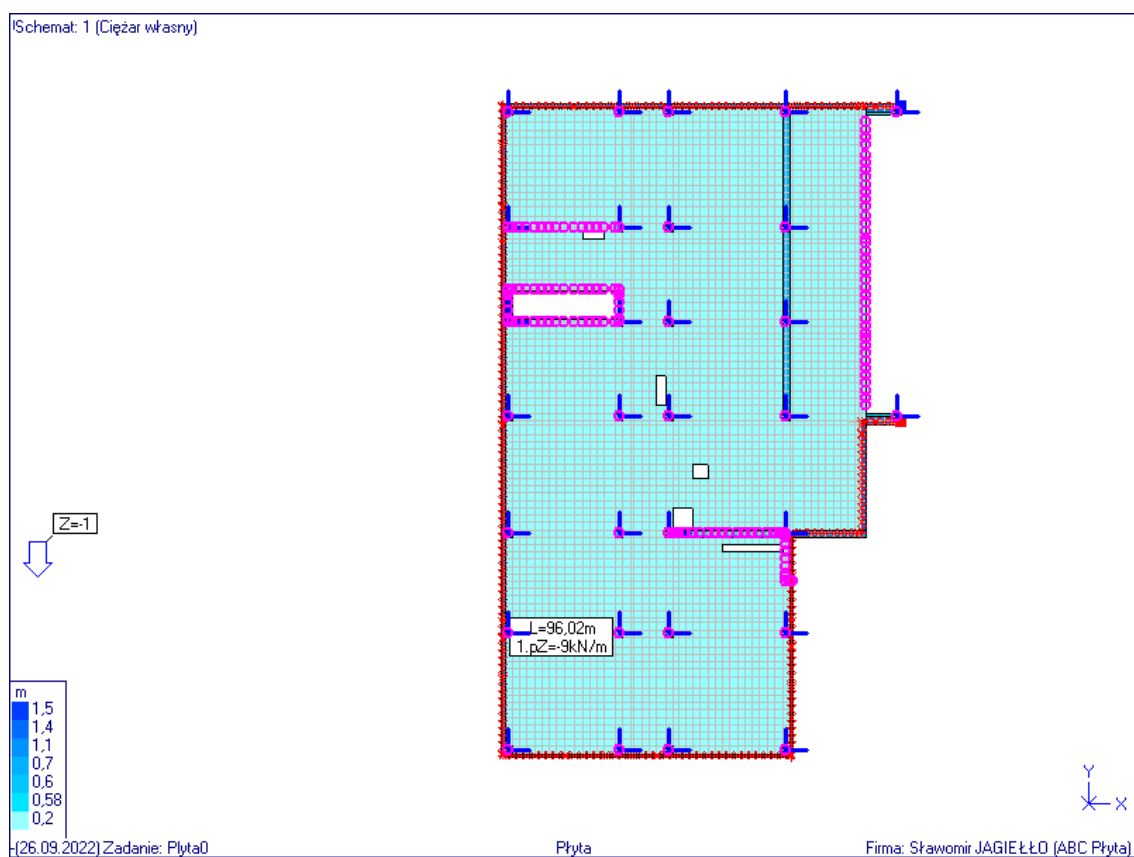 Schemat: 1 (Ciężar własny)
Z=-1
L=96,02m
1.pZ=-9kN/m
m
1,5
1,4
1,1
0,7
0,6
0,58
0,2
Y
X
(26.09.2022) Zadanie: Plyta0
Płyta
Firma: Sławomir JAGIEŁŁO (ABC Płyta)